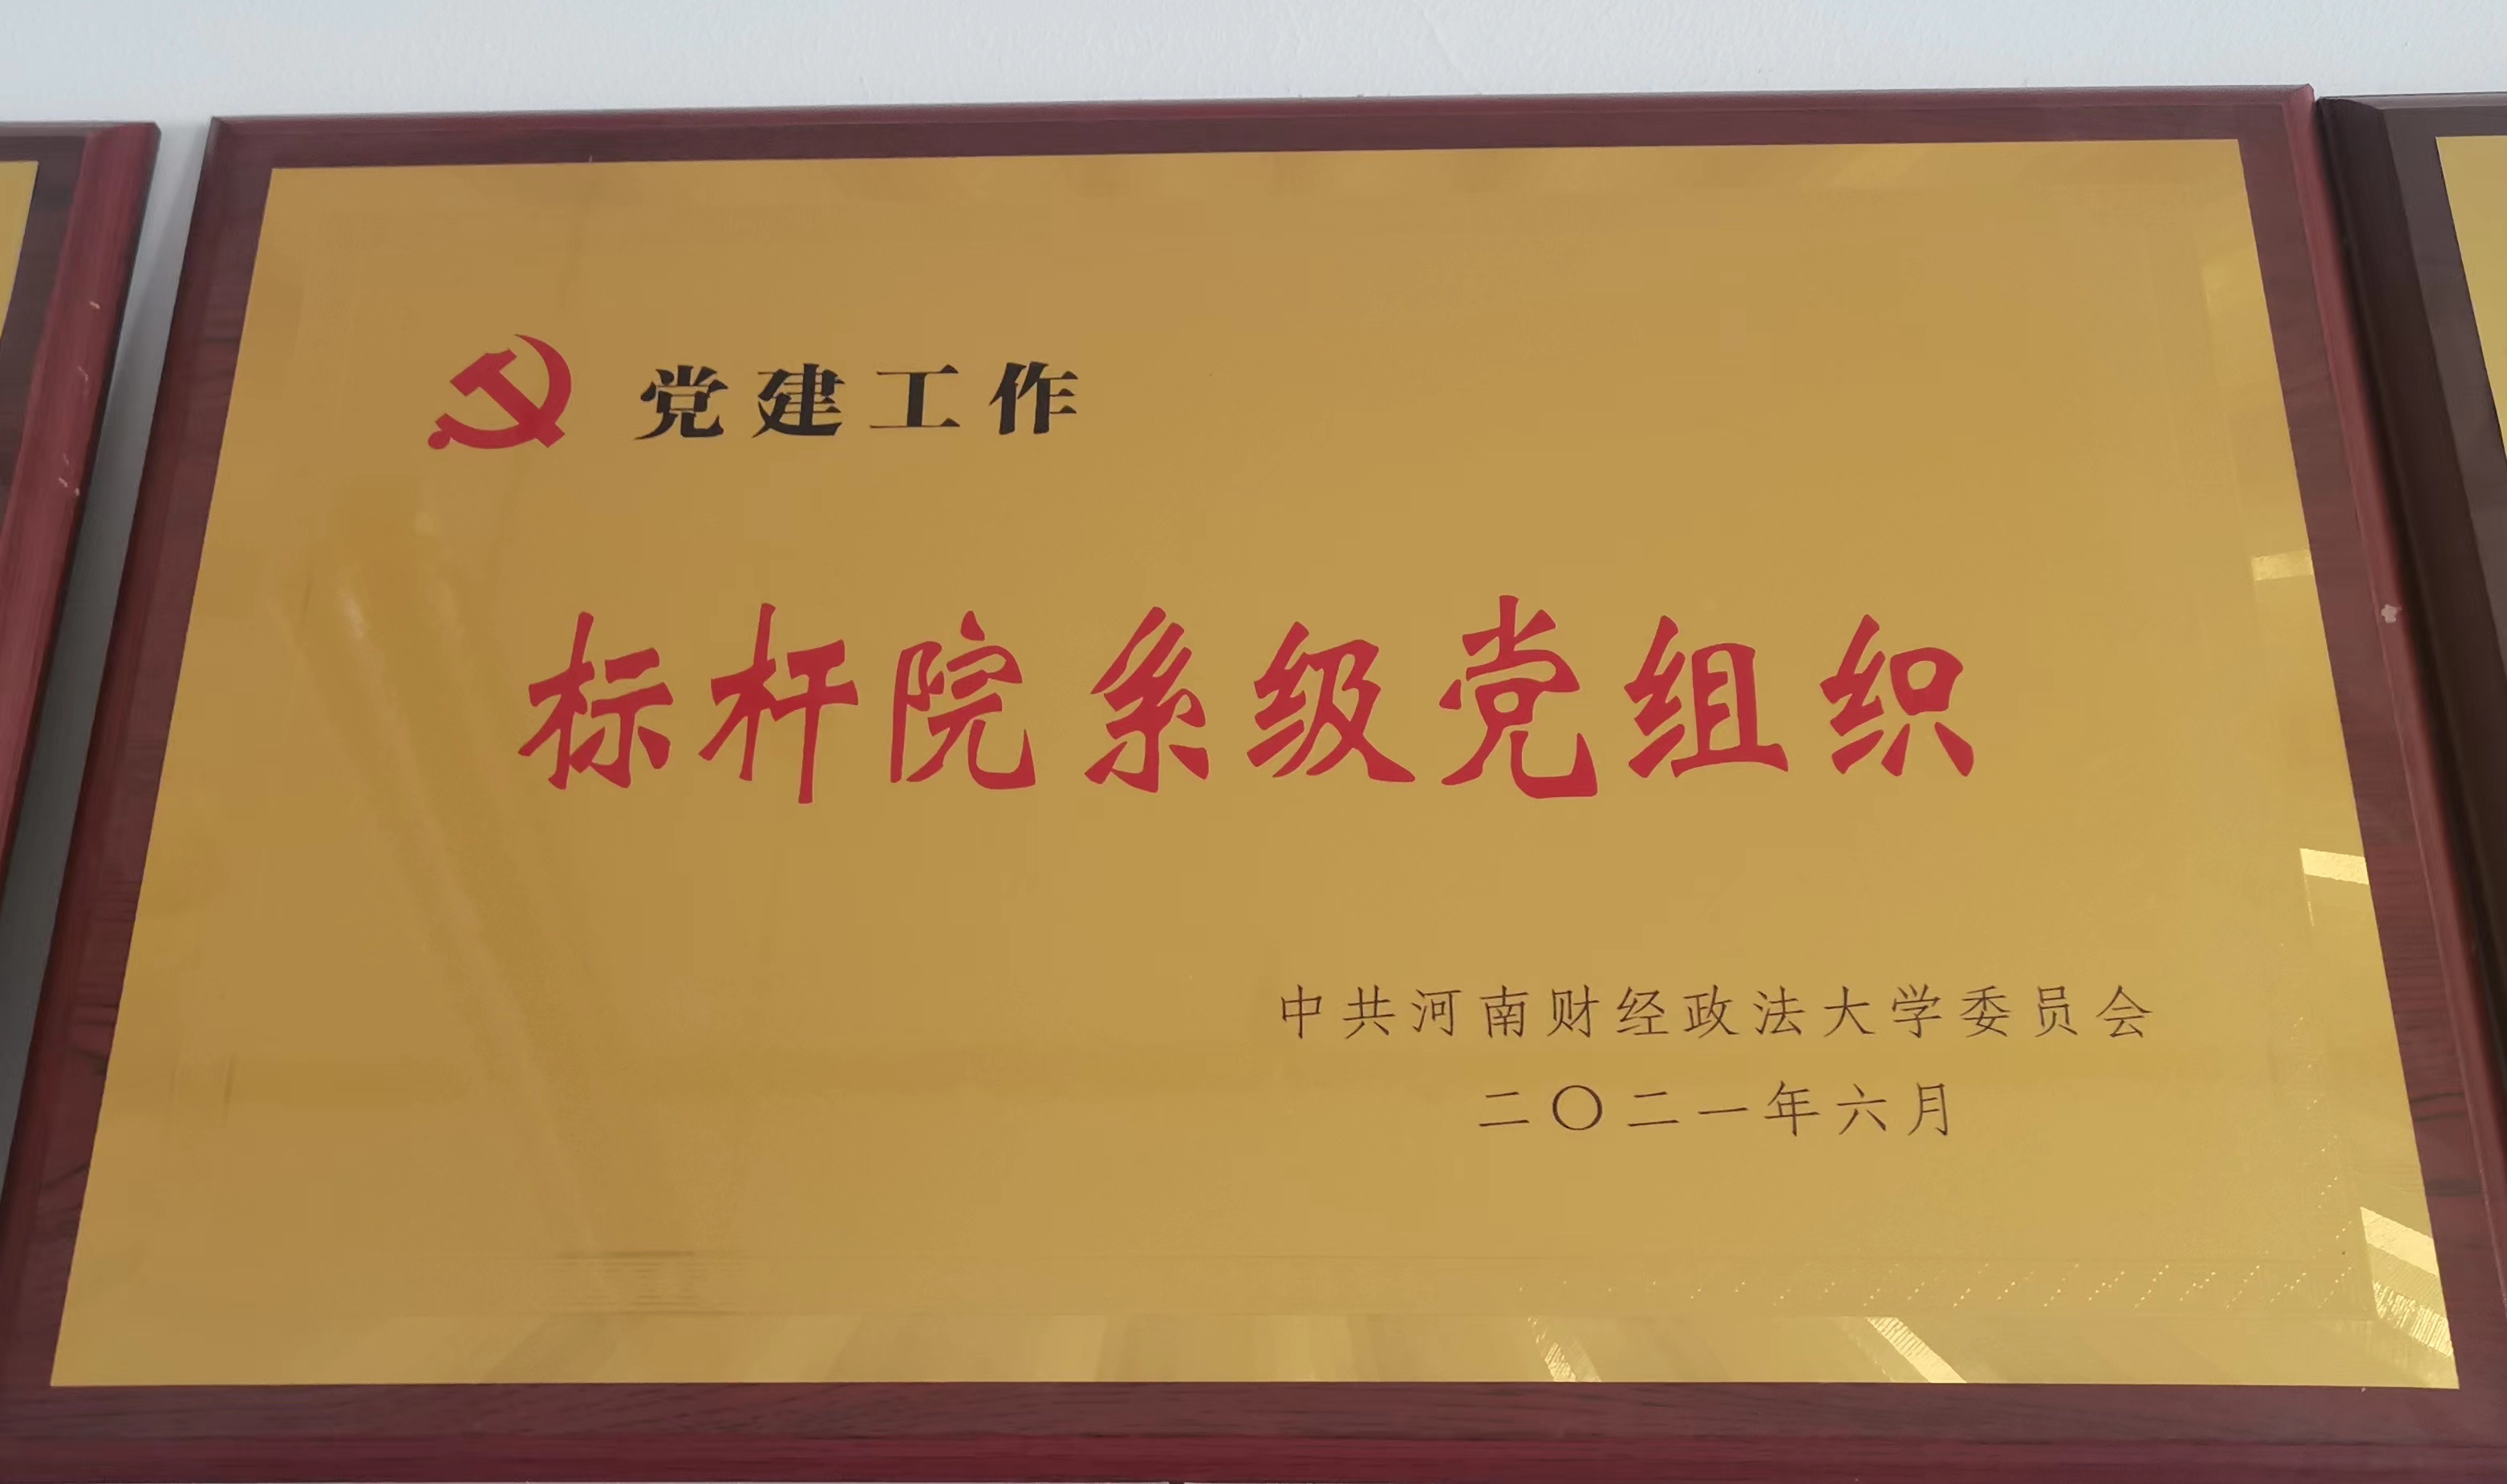 党建工作
标杆院系级党组织
中共河南财经政法大学委员会
二〇二一年六月